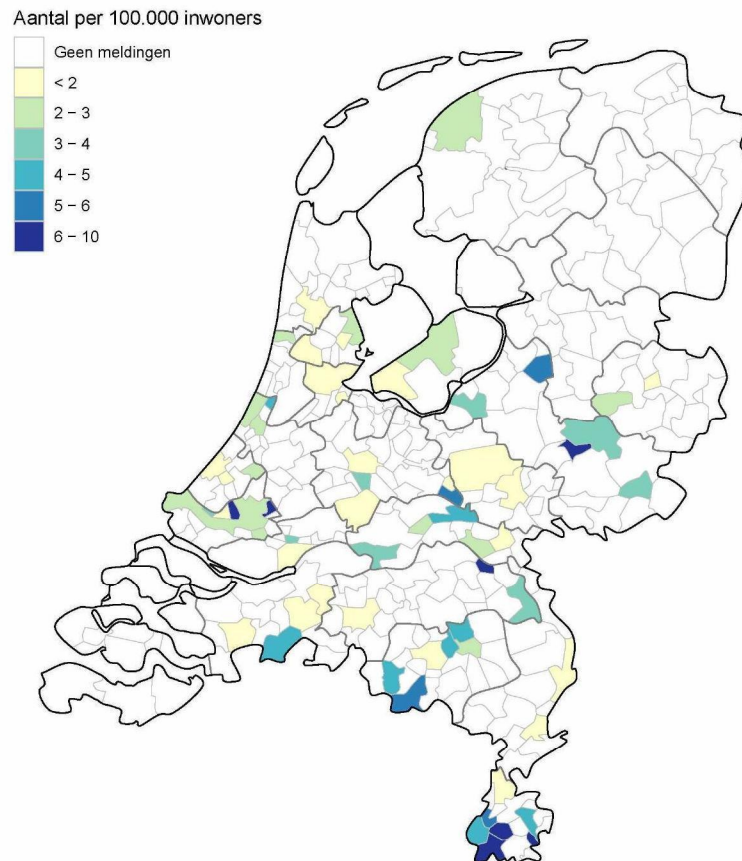 Aantal per 100.000 inwoners
Geen meldingen
< 2
2 – 3
3 – 4
4 – 5
5 – 6
6 – 10